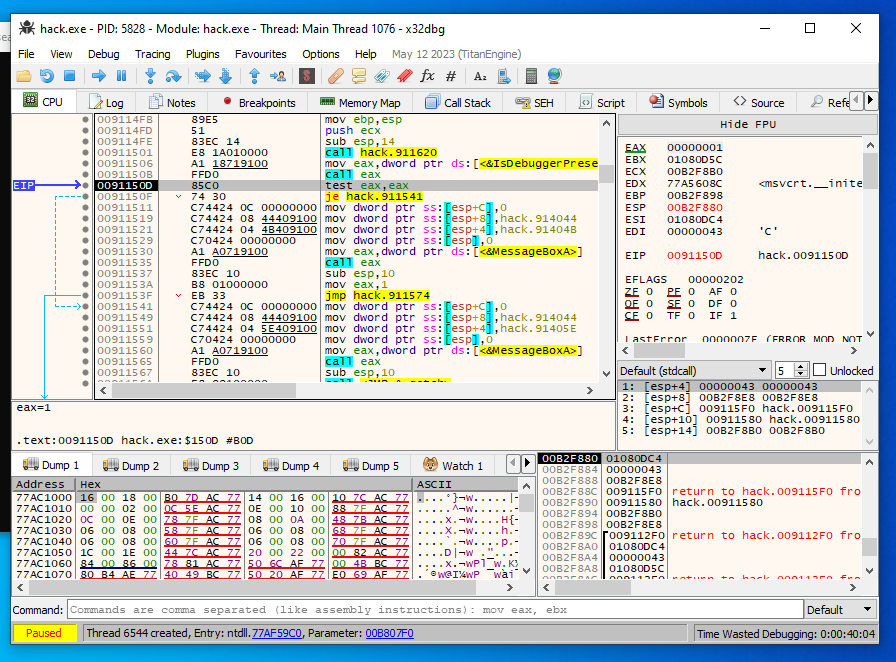 hack.exe - PID: 5828 - Module: hack.exe - Thread: Main Thread 1076 - x32dbg
File View Debug Tracing Plugins Favourites Options Help May 12 2023 (TitanEngine)
CPU Log Notes Breakpoints Memory Map Call Stack SEH Script Symbols Source Refe
009114FB 89E5 mov ebp,esp
009114FD 51 push ecx
009114FE 83EC 14 sub esp,14
00911501 E8 1A010000 call hack.911620
00911506 A1 18719100 mov eax,dword ptr ds:[<&IsDebuggerPrese
0091150B FFD0 call eax
EIP 0091150D 85C0 test eax,eax
0091150F 74 30 je hack.911541
00911511 C74424 0C 00000000 mov dword ptr ss:[esp+C],0
00911519 C74424 08 44409100 mov dword ptr ss:[esp+8],hack.914044
00911521 C74424 04 4B409100 mov dword ptr ss:[esp+4],hack.91404B
00911529 C70424 00000000 mov dword ptr ss:[esp],0
00911530 A1 A0719100 mov eax,dword ptr ds:[<&MessageBoxA>]
00911535 FFD0 call eax
00911537 83EC 10 sub esp,10
0091153A B8 01000000 mov eax,1
0091153F EB 33 jmp hack.911574
00911541 C74424 0C 00000000 mov dword ptr ss:[esp+C],0
00911549 C74424 08 44409100 mov dword ptr ss:[esp+8],hack.914044
00911551 C74424 04 5E409100 mov dword ptr ss:[esp+4],hack.91405E
00911559 C70424 00000000 mov dword ptr ss:[esp],0
00911560 A1 A0719100 mov eax,dword ptr ds:[<&MessageBoxA>]
00911565 FFD0 call eax
00911567 83EC 10 sub esp,10
Hide FPU
EAX 00000001
EBX 01080D5C
ECX 00B2F8B0
EDX 77A5608C <msvcrt.__inite
EBP 00B2F898
ESP 00B2F880
ESI 01080DC4
EDI 00000043 'C'
EIP 0091150D hack.0091150D
EFLAGS 00000202
ZF 0 PF 0 AF 0
OF 0 SF 0 DF 0
CF 0 TF 0 IF 1
LastError 0000007F (ERROR_MOD_NOT
Default (stdcall) 5 Unlocked
1: [esp+4] 00000043 00000043
2: [esp+8] 00B2F8E8 00B2F8E8
3: [esp+C] 009115F0 hack.009115F0
4: [esp+10] 00911580 hack.00911580
5: [esp+14] 00B2F8B0 00B2F8B0
eax=1
.text:0091150D hack.exe:$150D #B0D
Dump 1 Dump 2 Dump 3 Dump 4 Dump 5 Watch 1
Address Hex ASCII
77AC1000 16 00 18 00 B0 7D AC 77 14 00 16 00 10 7C AC 77
77AC1010 00 00 02 00 0C 5E AC 77 0E 00 10 00 88 7F AC 77
77AC1020 0C 00 0E 00 78 7F AC 77 08 00 0A 00 48 7B AC 77
77AC1030 06 00 08 00 58 7F AC 77 06 00 08 00 68 7F AC 77
77AC1040 06 00 08 00 60 7F AC 77 06 00 08 00 70 7F AC 77
77AC1050 1C 00 1E 00 44 7C AC 77 20 00 22 00 00 82 AC 77
77AC1060 84 00 86 00 78 81 AC 77 50 6C AF 77 00 4B BC 77
77AC1070 80 B4 AE 77 40 49 BC 77 50 20 AF 77 E0 69 AF 77
00B2F880 01080DC4
00B2F884 00000043
00B2F888 00B2F8E8
00B2F88C 009115F0 return to hack.009115F0 fro
00B2F890 00911580 hack.00911580
00B2F894 00B2F8B0
00B2F898 00B2F8E8
00B2F89C 009112F0 return to hack.009112F0 fro
00B2F8A0 01080DC4
00B2F8A4 00000043
00B2F8A8 01080D5C
Command: Commands are comma separated (like assembly instructions): mov eax, ebx Default
Paused Thread 6544 created, Entry: ntdll.77AF59C0, Parameter: 00B807F0 Time Wasted Debugging: 0:00:40:04